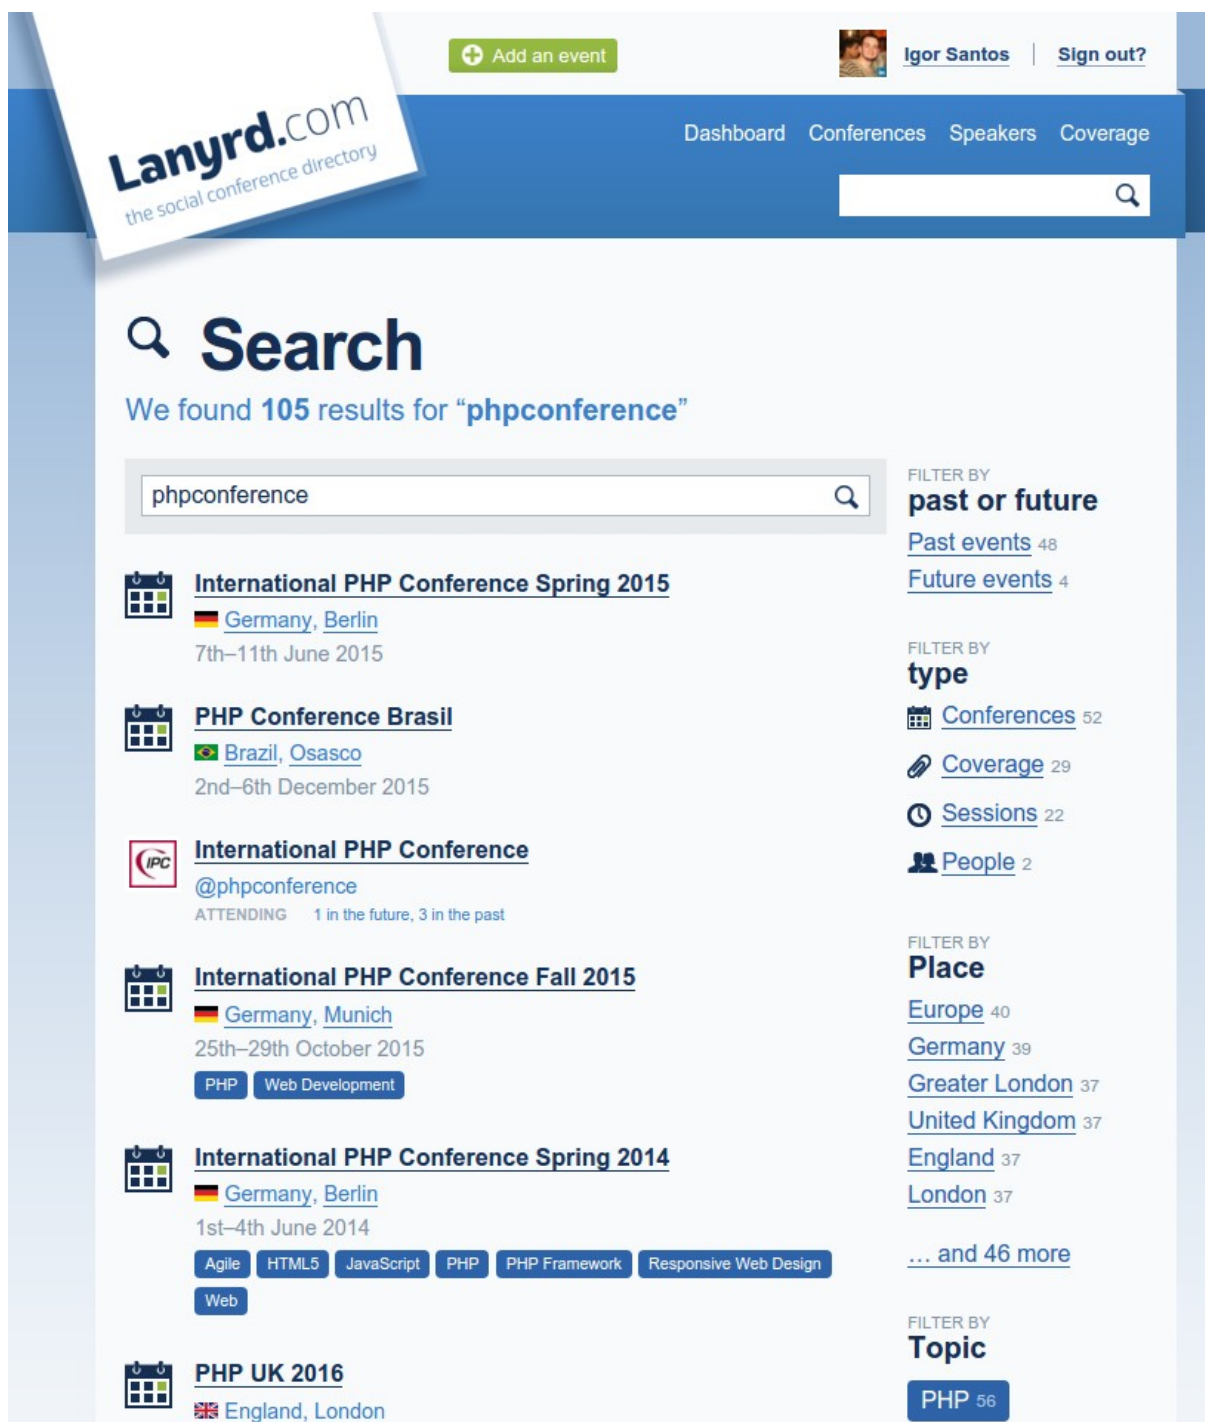 Add an event
Igor Santos
Sign out?
Lanyrd.com
the social conference directory
Dashboard Conferences Speakers Coverage
Search
We found 105 results for “phpconference”
phpconference
International PHP Conference Spring 2015
Germany, Berlin
7th–11th June 2015
PHP Conference Brasil
Brazil, Osasco
2nd–6th December 2015
IPC
International PHP Conference
@phpconference
ATTENDING 1 in the future, 3 in the past
International PHP Conference Fall 2015
Germany, Munich
25th–29th October 2015
PHP Web Development
International PHP Conference Spring 2014
Germany, Berlin
1st–4th June 2014
Agile HTML5 JavaScript PHP PHP Framework Responsive Web Design
Web
PHP UK 2016
England, London
FILTER BY
past or future
Past events 48
Future events 4
FILTER BY
type
Conferences 52
Coverage 29
Sessions 22
People 2
FILTER BY
Place
Europe 40
Germany 39
Greater London 37
United Kingdom 37
England 37
London 37
… and 46 more
FILTER BY
Topic
PHP 56